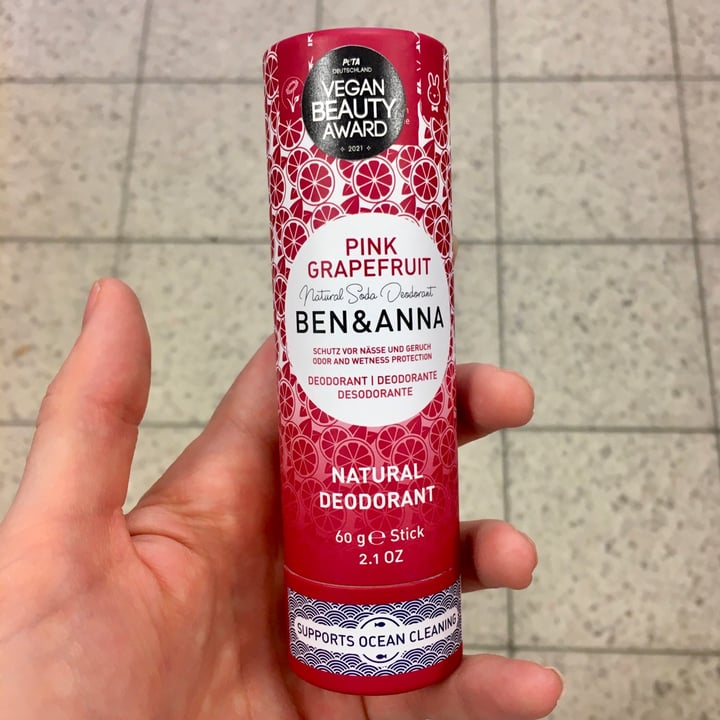 PeTA
DEUTSCHLAND
VEGAN
BEAUTY
AWARD
2021
PINK
GRAPEFRUIT
Natural Soda Deodorant
BEN&ANNA
SCHUTZ VOR NÄSSE UND GERUCH
ODOR AND WETNESS PROTECTION
DEODORANT | DEODORANTE
DESODORANTE
NATURAL
DEODORANT
60 g ℮ Stick
2.1 OZ
SUPPORTS OCEAN CLEANING